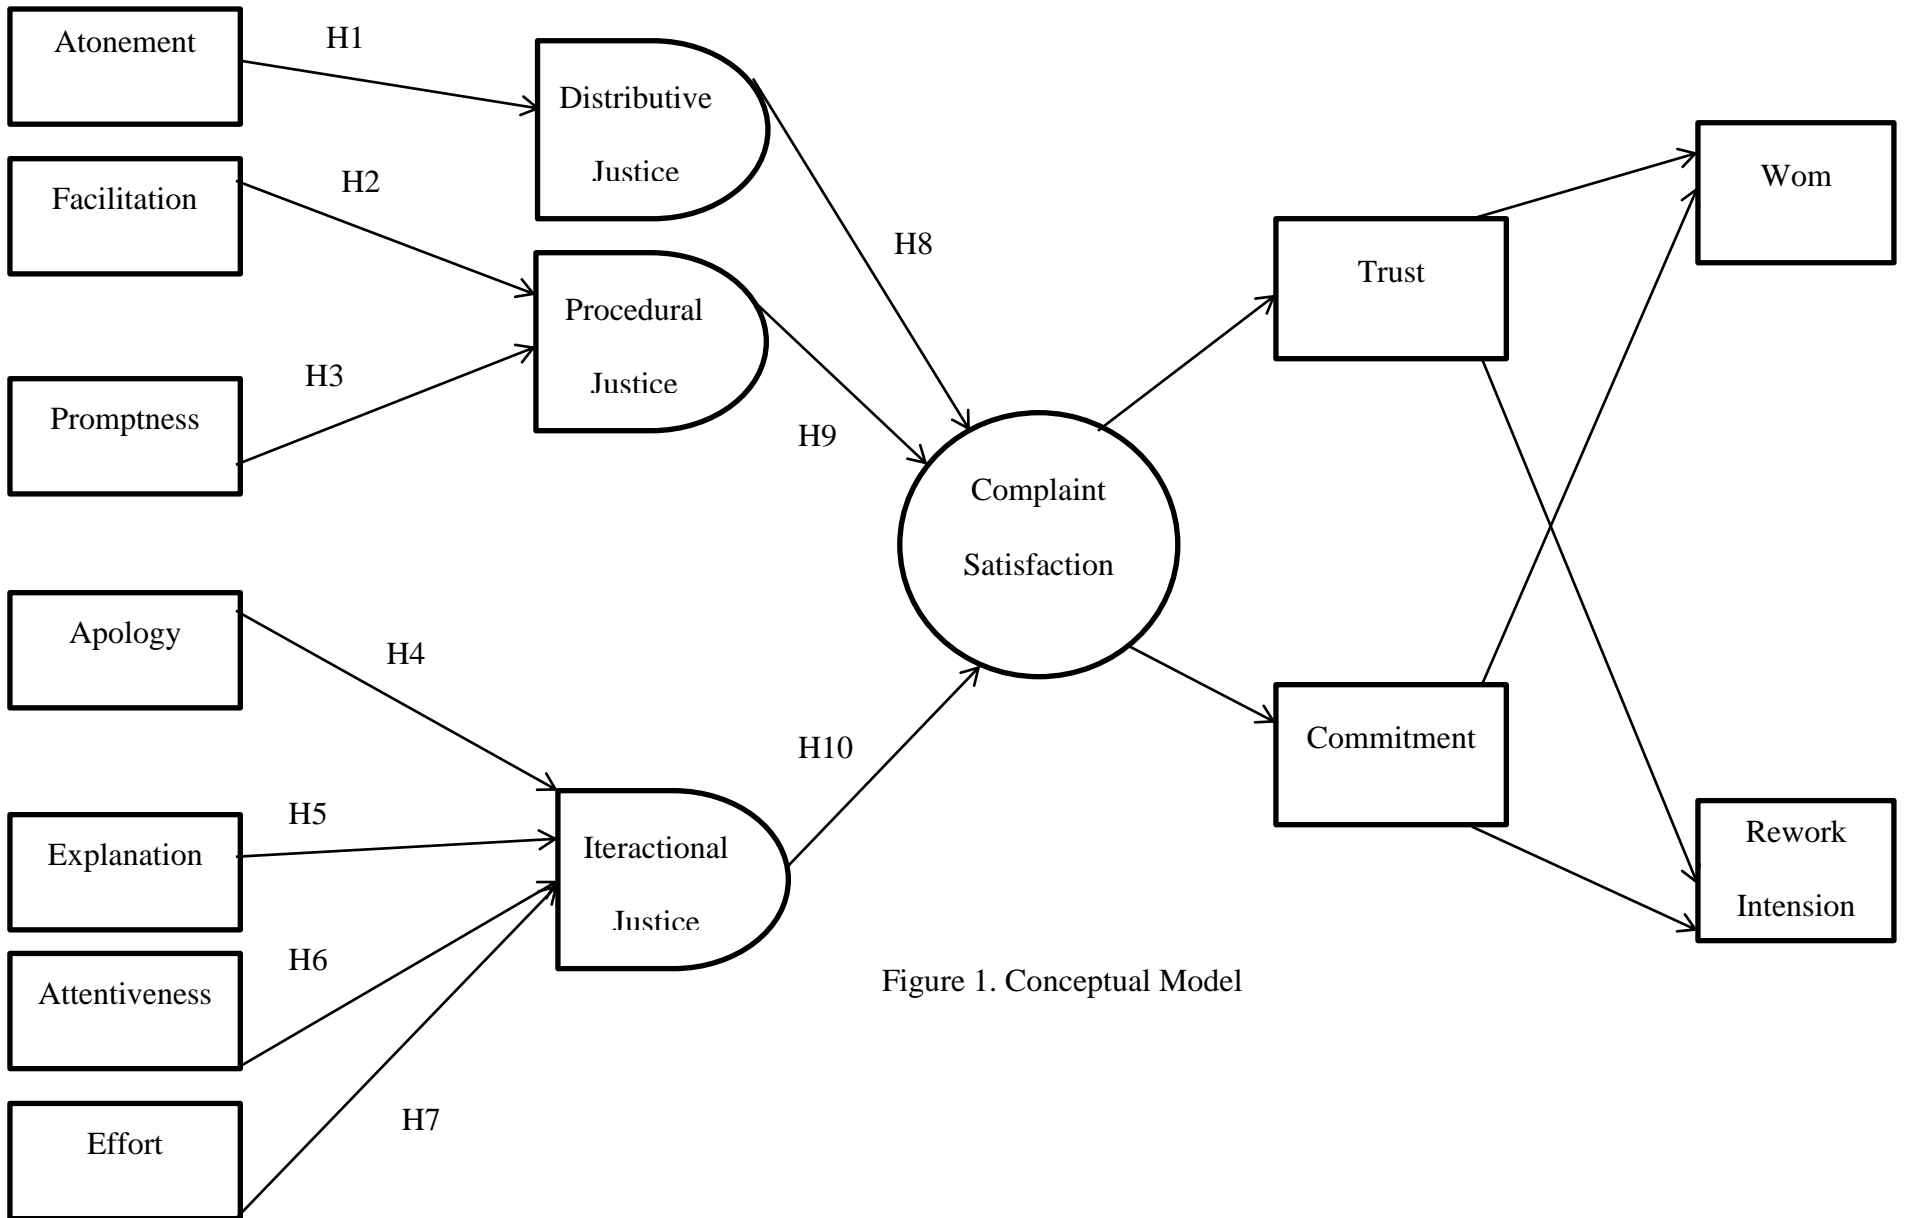 Atonement
H1
Distributive
Justice
Facilitation
H2
Procedural
Justice
Promptness
H3
Apology
H4
Explanation
H5
Iteractional
Justice
Attentiveness
H6
Effort
H7
H8
H9
H10
Complaint
Satisfaction
Trust
Commitment
Wom
Rework
Intension
Figure 1. Conceptual Model